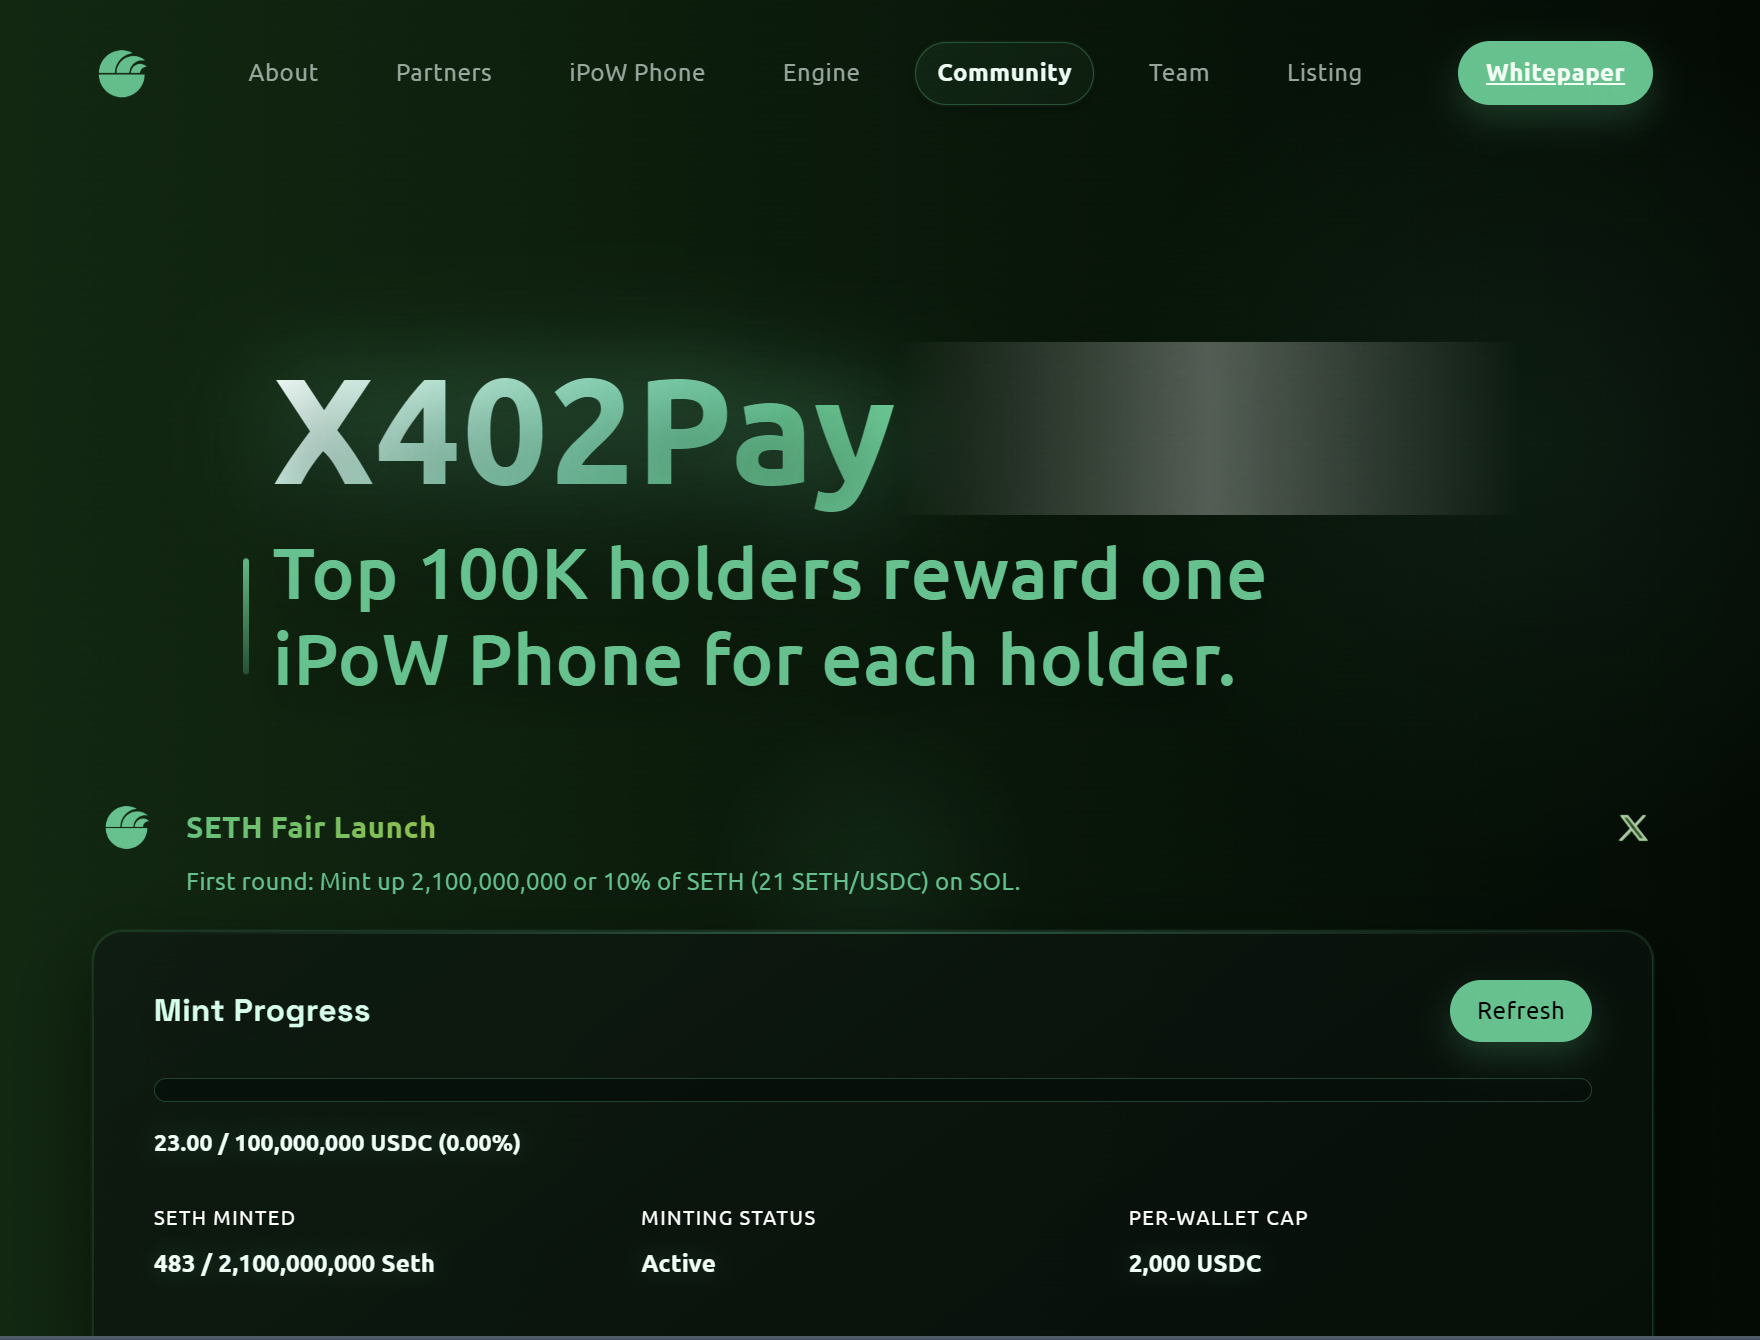 About Partners iPoW Phone Engine Community Team Listing Whitepaper
X402Pay
Top 100K holders reward one
iPoW Phone for each holder.
SETH Fair Launch
First round: Mint up 2,100,000,000 or 10% of SETH (21 SETH/USDC) on SOL.
Mint Progress
Refresh
23.00 / 100,000,000 USDC (0.00%)
SETH MINTED MINTING STATUS PER-WALLET CAP
483 / 2,100,000,000 Seth Active 2,000 USDC